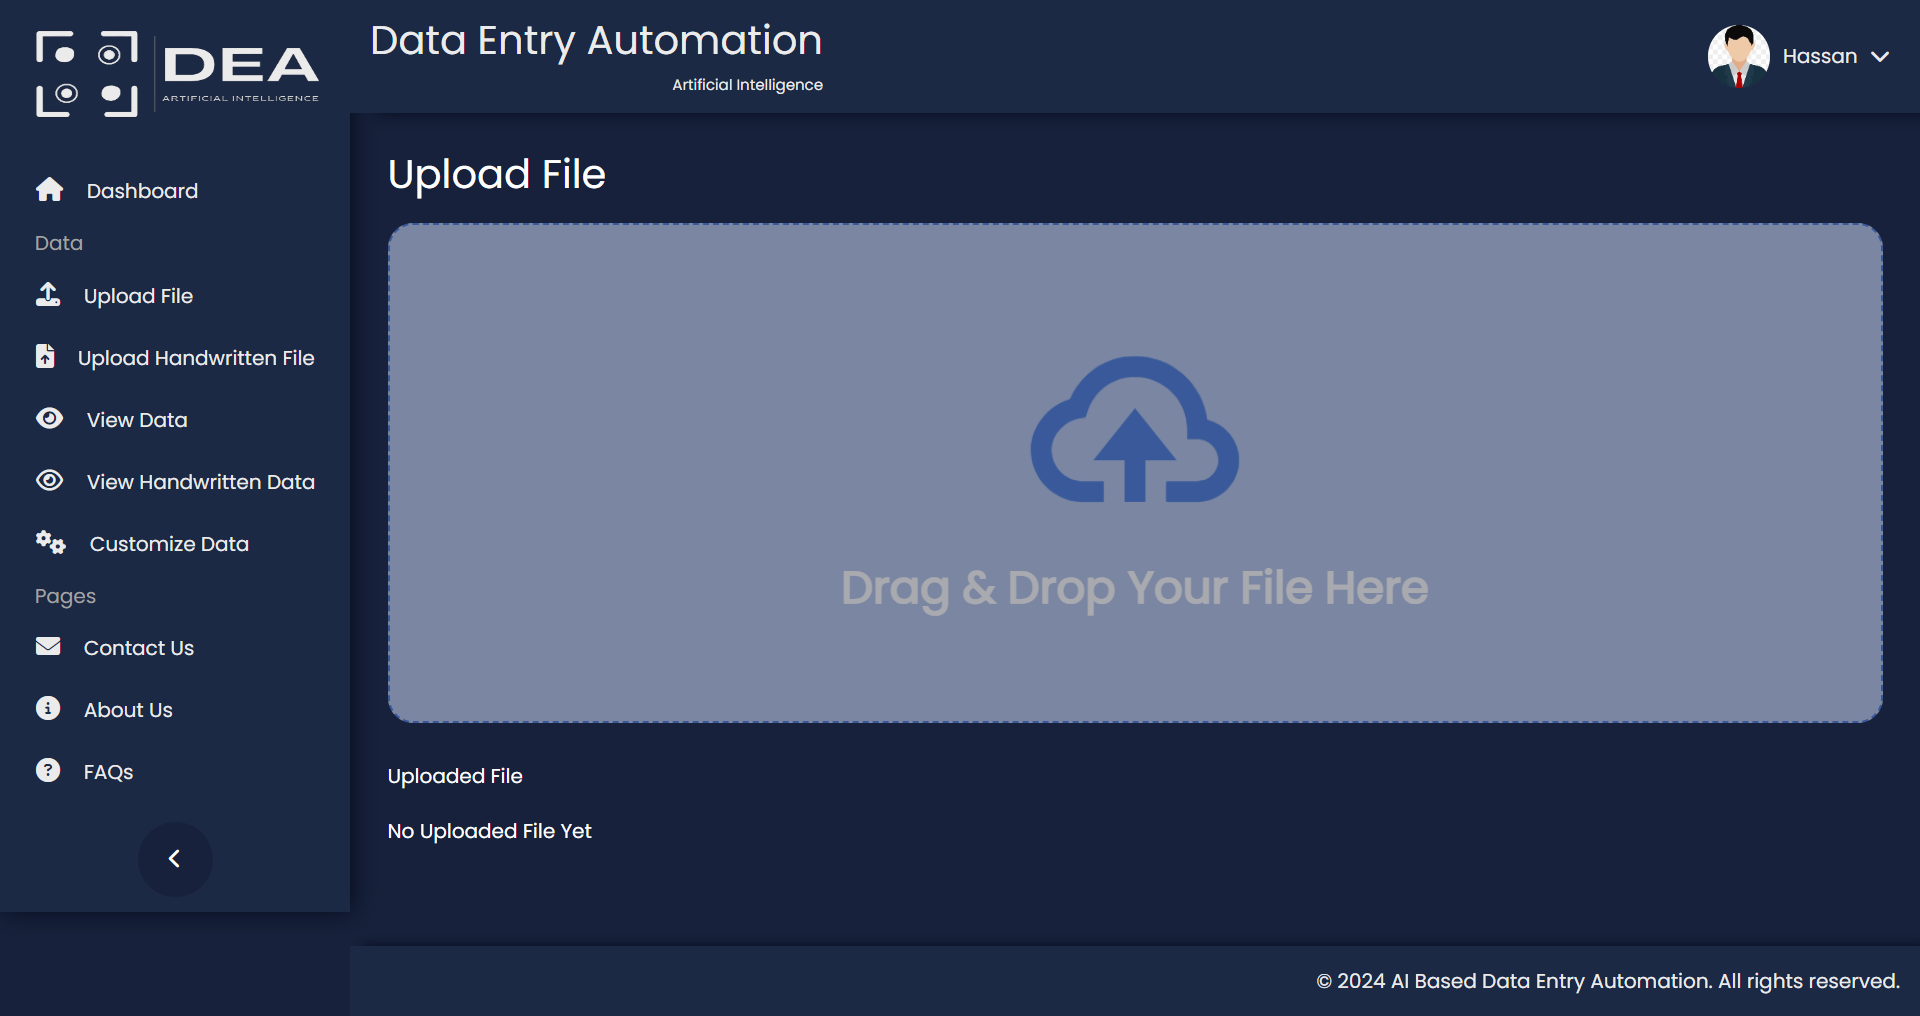 DEA
ARTIFICIAL INTELLIGENCE
Data Entry Automation
Artificial Intelligence
Hassan
Dashboard
Data
Upload File
Upload Handwritten File
View Data
View Handwritten Data
Customize Data
Pages
Contact Us
About Us
FAQs
Upload File
Drag & Drop Your File Here
Uploaded File
No Uploaded File Yet
© 2024 AI Based Data Entry Automation. All rights reserved.